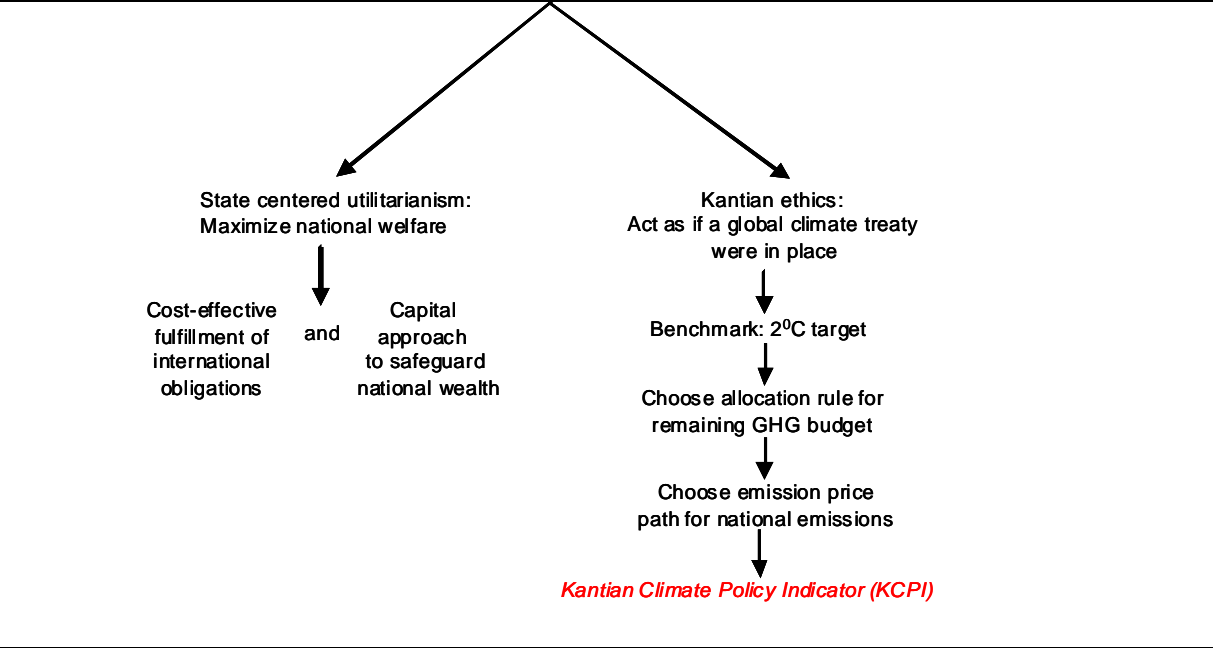 State centered utilitarianism:
Maximize national welfare
Cost-effective
fulfillment of
international
obligations
and
Capital
approach
to safeguard
national wealth
Kantian ethics:
Act as if a global climate treaty
were in place
Benchmark: 2⁰C target
Choose allocation rule for
remaining GHG budget
Choose emission price
path for national emissions
Kantian Climate Policy Indicator (KCPI)